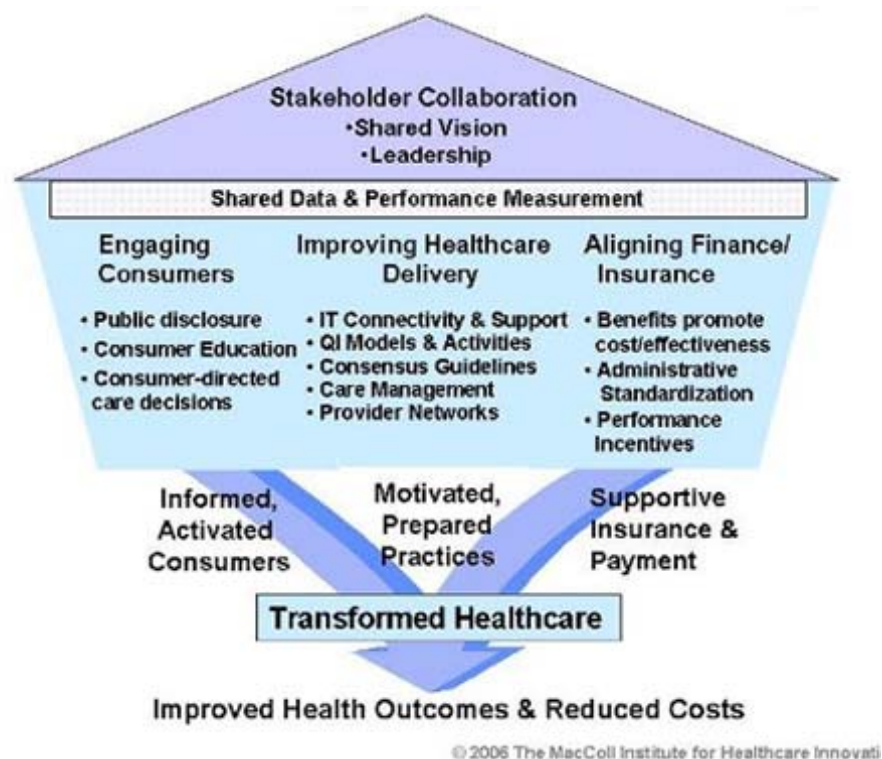 Stakeholder Collaboration
•Shared Vision
•Leadership
Shared Data & Performance Measurement
Engaging
Consumers
• Public disclosure
• Consumer Education
• Consumer-directed
care decisions
Improving Healthcare
Delivery
• IT Connectivity & Support
• QI Models & Activities
• Consensus Guidelines
• Care Management
• Provider Networks
Aligning Finance/
Insurance
• Benefits promote
cost/effectiveness
• Administrative
Standardization
• Performance
Incentives
Informed,
Activated
Consumers
Motivated,
Prepared
Practices
Supportive
Insurance &
Payment
Transformed Healthcare
Improved Health Outcomes & Reduced Costs
© 2006 The MacColl Institute for Healthcare Innovati